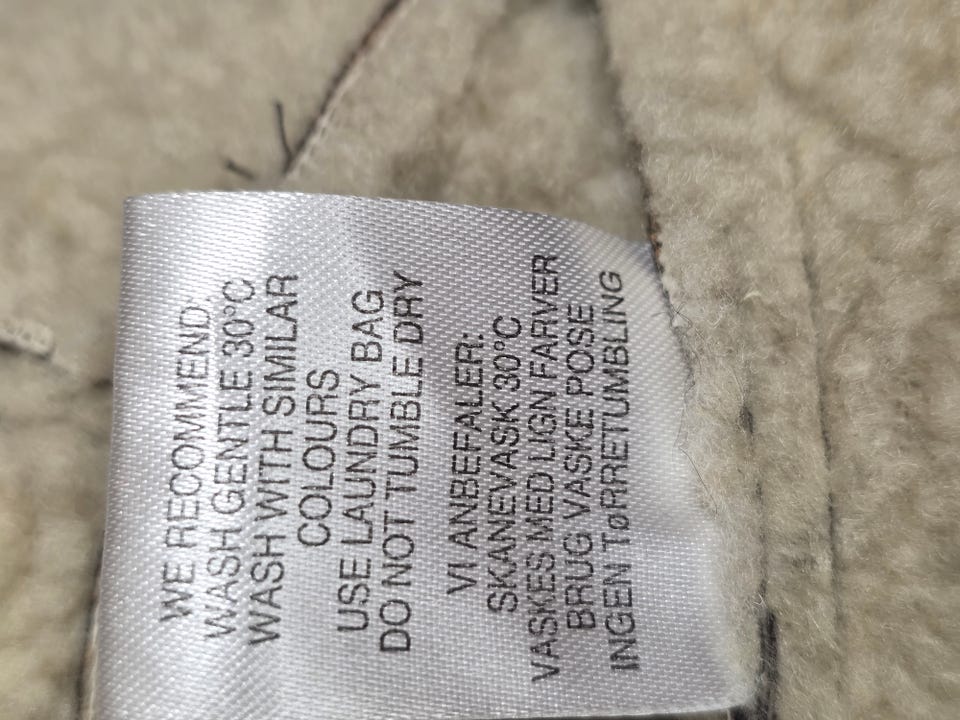 WE RECOMMEND:
WASH GENTLE 30°C
WASH WITH SIMILAR
COLOURS
USE LAUNDRY BAG
DO NOT TUMBLE DRY
VI ANBEFALER:
SKANEVASK 30°C
VASKES MED LIGN FARVER
BRUG VASKE POSE
INGEN TøRRETUMBLING